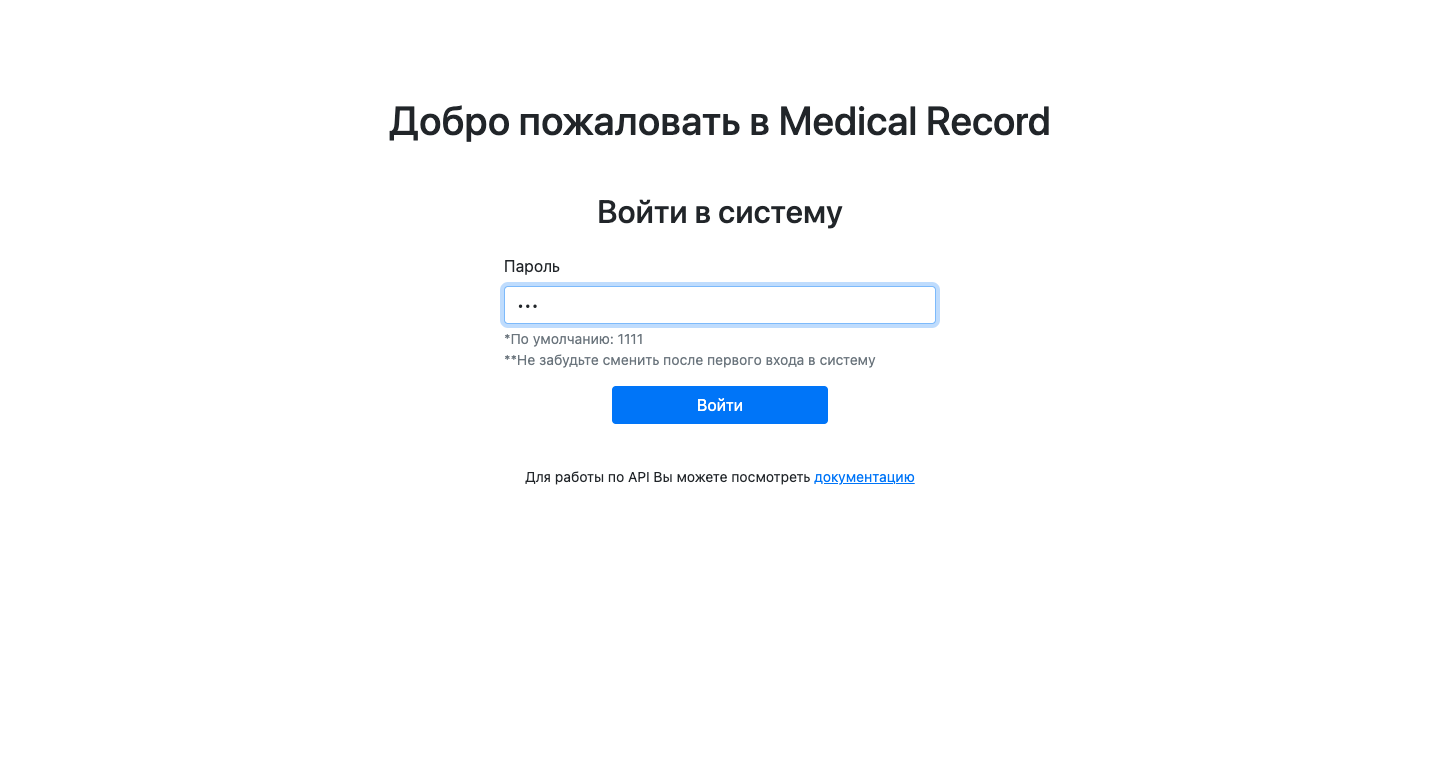 Добро пожаловать в Medical Record
Войти в систему
Пароль
•••
*По умолчанию: 1111
**Не забудьте сменить после первого входа в систему
Войти
Для работы по API Вы можете посмотреть документацию